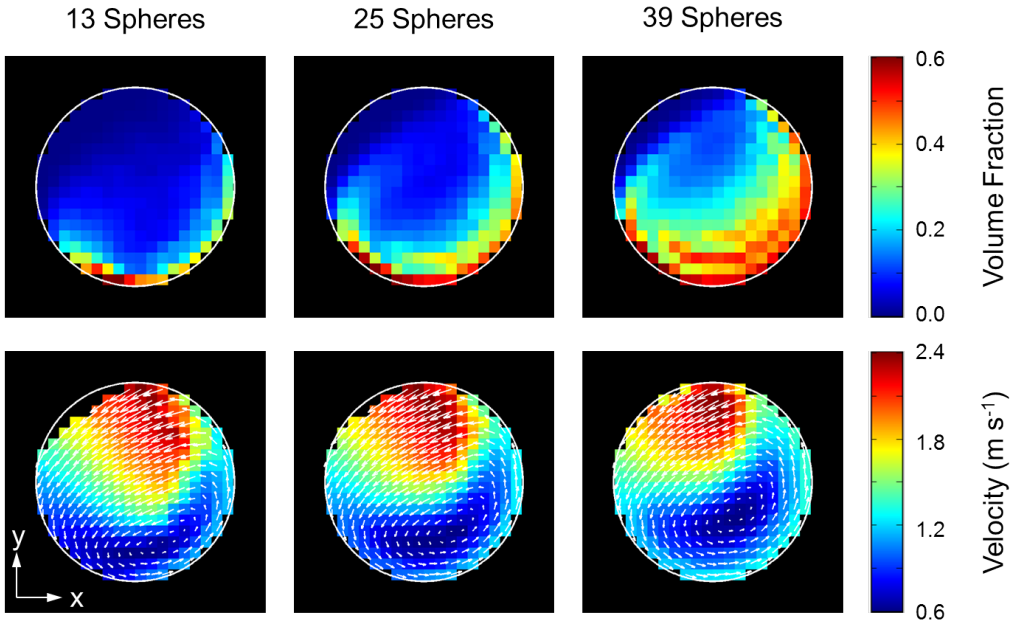 13 Spheres
25 Spheres
39 Spheres
0.6
0.4
0.2
0.0
Volume Fraction
2.4
1.8
1.2
0.6
Velocity (m s-1)
y
x